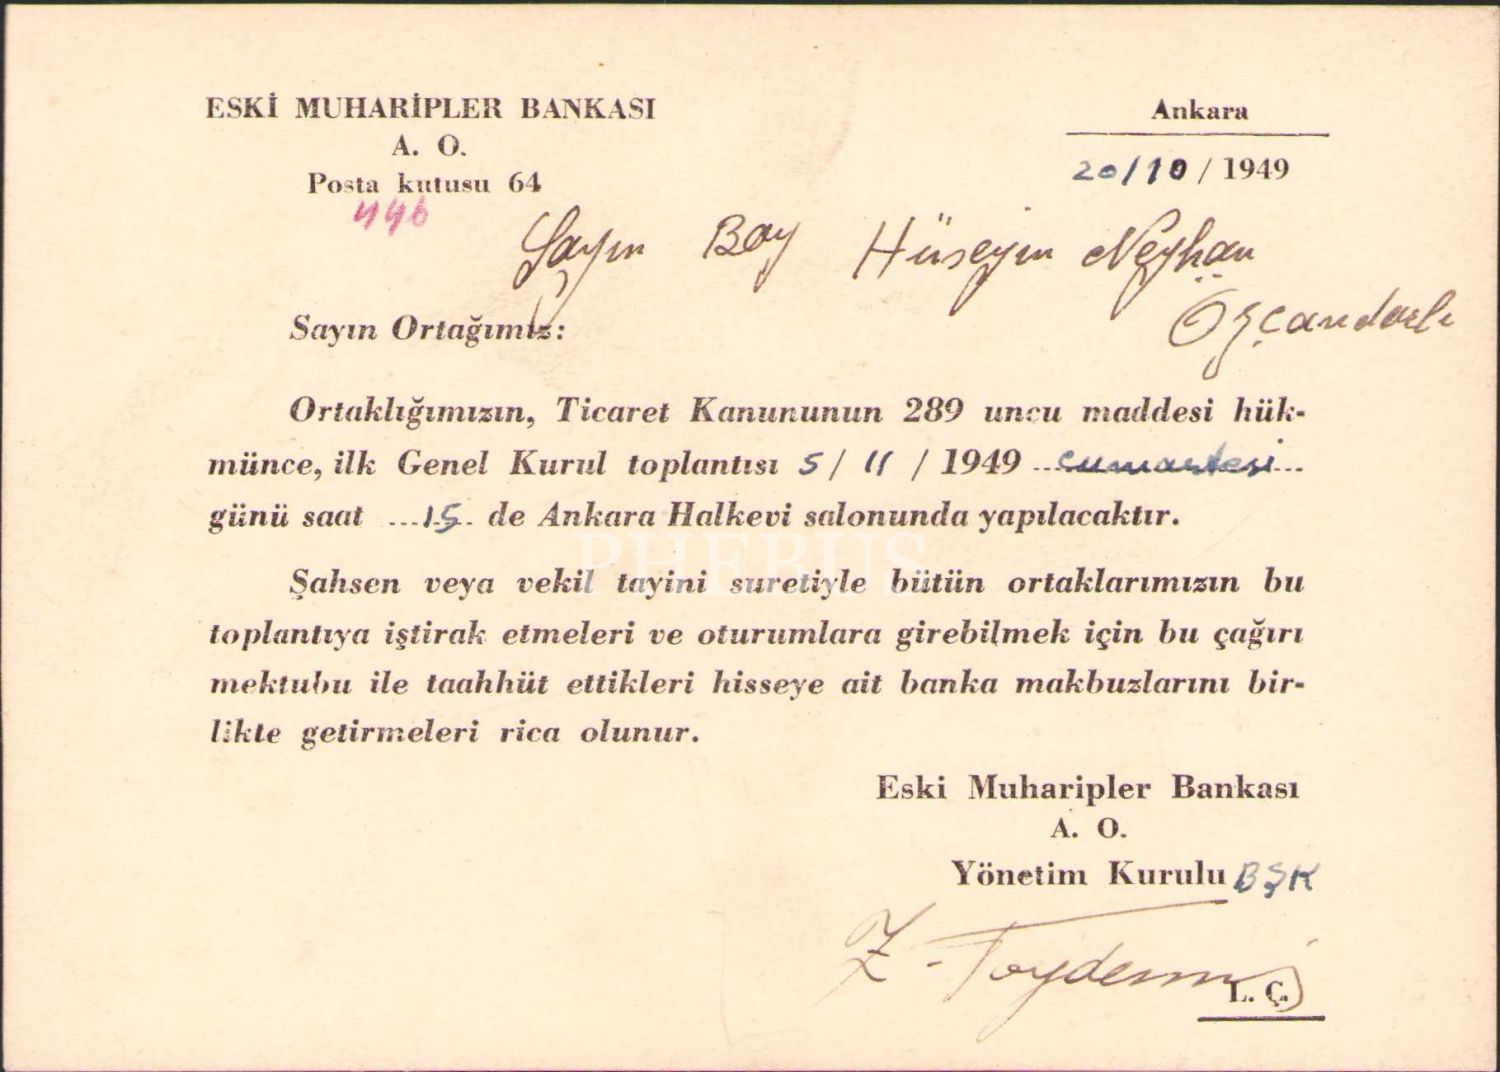 ESKİ MUHARİPLER BANKASI
A. O.
Posta kutusu 64
446
Ankara
20/10/1949
Sayın Bay Hüseyin Neyhan
Özçandarlı
Sayın Ortağımız:
Ortaklığımızın, Ticaret Kanununun 289 uncu maddesi hük-
münce, ilk Genel Kurul toplantısı 5/11/1949 ...cumartesi...
günü saat ...15.. de Ankara Halkevi salonunda yapılacaktır.
PHEBUS
Şahsen veya vekil tayini suretiyle bütün ortaklarımızın bu
toplantıya iştirak etmeleri ve oturumlara girebilmek için bu çağırı
mektubu ile taahhüt ettikleri hisseye ait banka makbuzlarını bir-
likte getirmeleri rica olunur.
Eski Muharipler Bankası
A. O.
Yönetim Kurulu BŞK
Z. Toydemir
L. Ç.